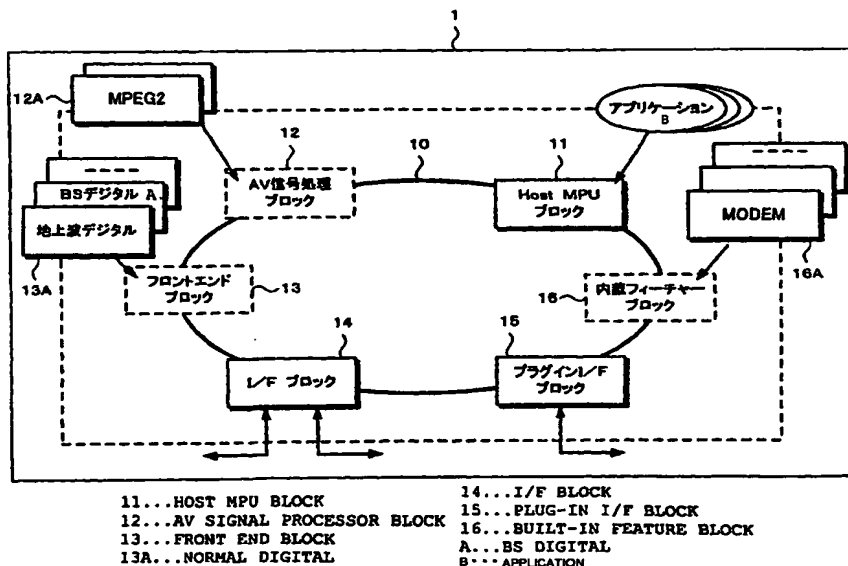 1
12A
MPEG2
アプリケーション
B
12
AV信号処理
ブロック
10
11
Host MPU
ブロック
-----
BSデジタル A
地上波デジタル
13A
-----
MODEM
16A
フロントエンド
ブロック
13
16
内蔵フィーチャー
ブロック
14
I/F ブロック
15
プラグインI/F
ブロック
11...HOST MPU BLOCK
12...AV SIGNAL PROCESSOR BLOCK
13...FRONT END BLOCK
13A...NORMAL DIGITAL
14...I/F BLOCK
15...PLUG-IN I/F BLOCK
16...BUILT-IN FEATURE BLOCK
A...BS DIGITAL
B...APPLICATION